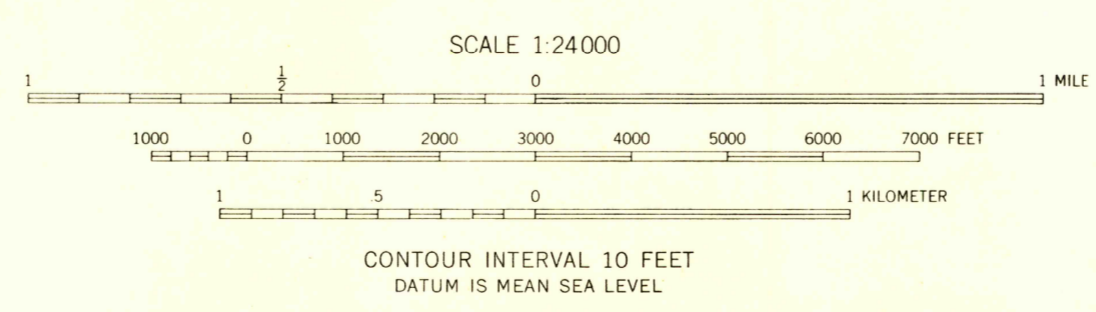 SCALE 1:24000
1 ½ 0 1 MILE
1000 0 1000 2000 3000 4000 5000 6000 7000 FEET
1 .5 0 1 KILOMETER
CONTOUR INTERVAL 10 FEET
DATUM IS MEAN SEA LEVEL